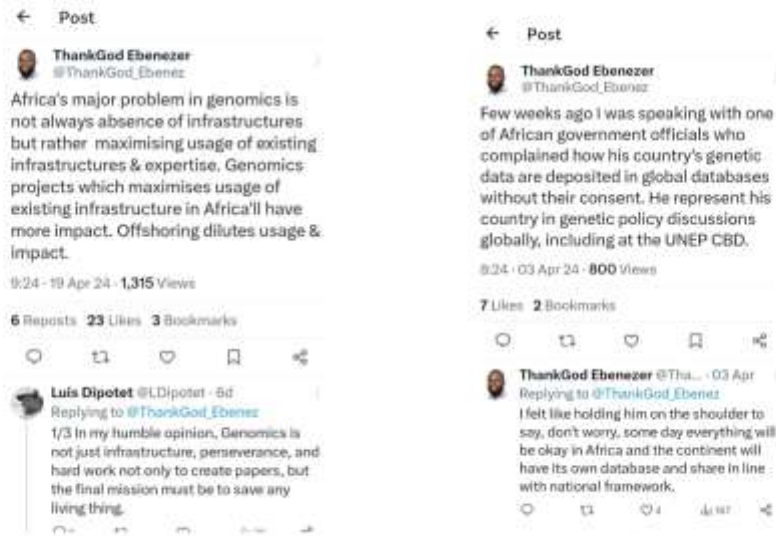 Post
ThankGod Ebenezer
@ThankGod_Ebenez
Africa's major problem in genomics is
not always absence of infrastructures
but rather maximising usage of existing
infrastructures & expertise. Genomics
projects which maximises usage of
existing infrastructure in Africa'll have
more impact. Offshoring dilutes usage &
impact.
9:24 · 19 Apr 24 · 1,315 Views
6 Reposts 23 Likes 3 Bookmarks
Luis Dipotet @LDipotet · 6d
Replying to @ThankGod_Ebenez
1/3 In my humble opinion, Genomics is
not just infrastructure, perseverance, and
hard work not only to create papers, but
the final mission must be to save any
living thing.
Post
ThankGod Ebenezer
@ThankGod_Ebenez
Few weeks ago I was speaking with one
of African government officials who
complained how his country's genetic
data are deposited in global databases
without their consent. He represent his
country in genetic policy discussions
globally, including at the UNEP CBD.
8:24 · 03 Apr 24 · 800 Views
7 Likes 2 Bookmarks
ThankGod Ebenezer @Tha... · 03 Apr
Replying to @ThankGod_Ebenez
I felt like holding him on the shoulder to
say, don't worry, some day everything will
be okay in Africa and the continent will
have its own database and share in line
with national framework.
4